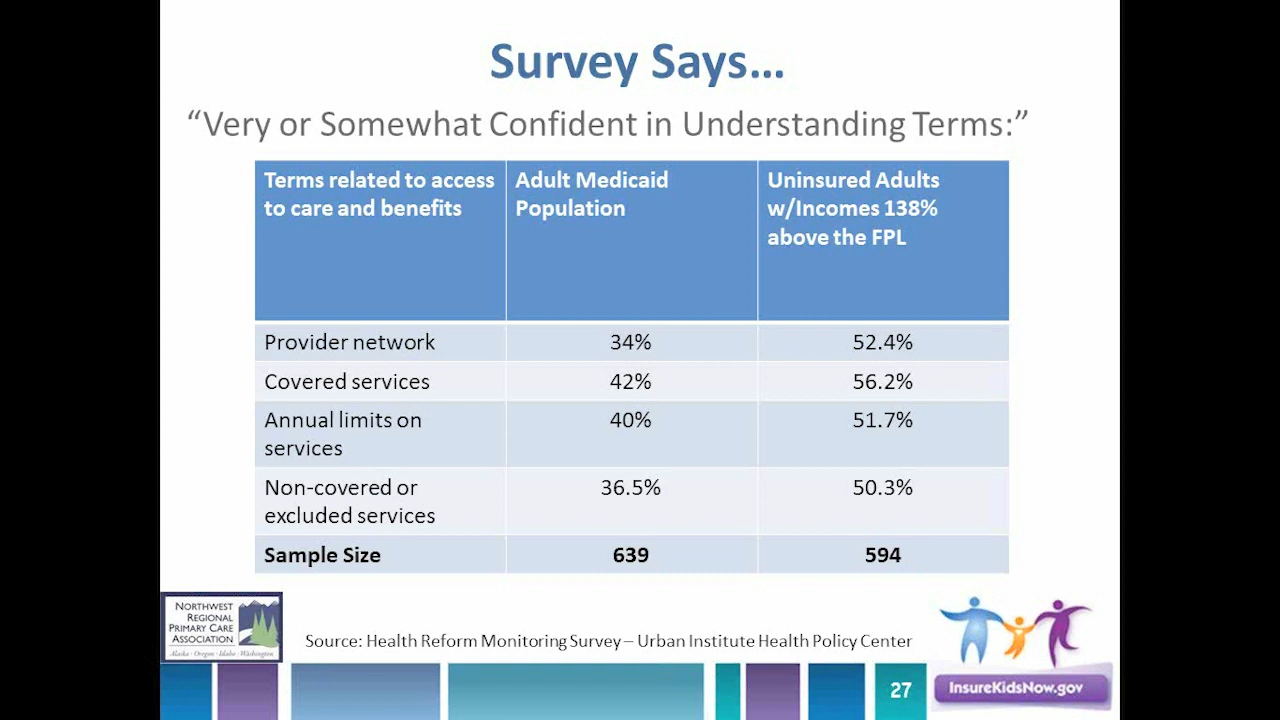 Survey Says…
“Very or Somewhat Confident in Understanding Terms:”
Terms related to access to care and benefits
Adult Medicaid Population
Uninsured Adults w/Incomes 138% above the FPL
Provider network 34% 52.4%
Covered services 42% 56.2%
Annual limits on services 40% 51.7%
Non-covered or excluded services 36.5% 50.3%
Sample Size 639 594
NORTHWEST
REGIONAL
PRIMARY CARE
ASSOCIATION
Alaska - Oregon - Idaho - Washington
Source: Health Reform Monitoring Survey – Urban Institute Health Policy Center
27
InsureKidsNow.gov